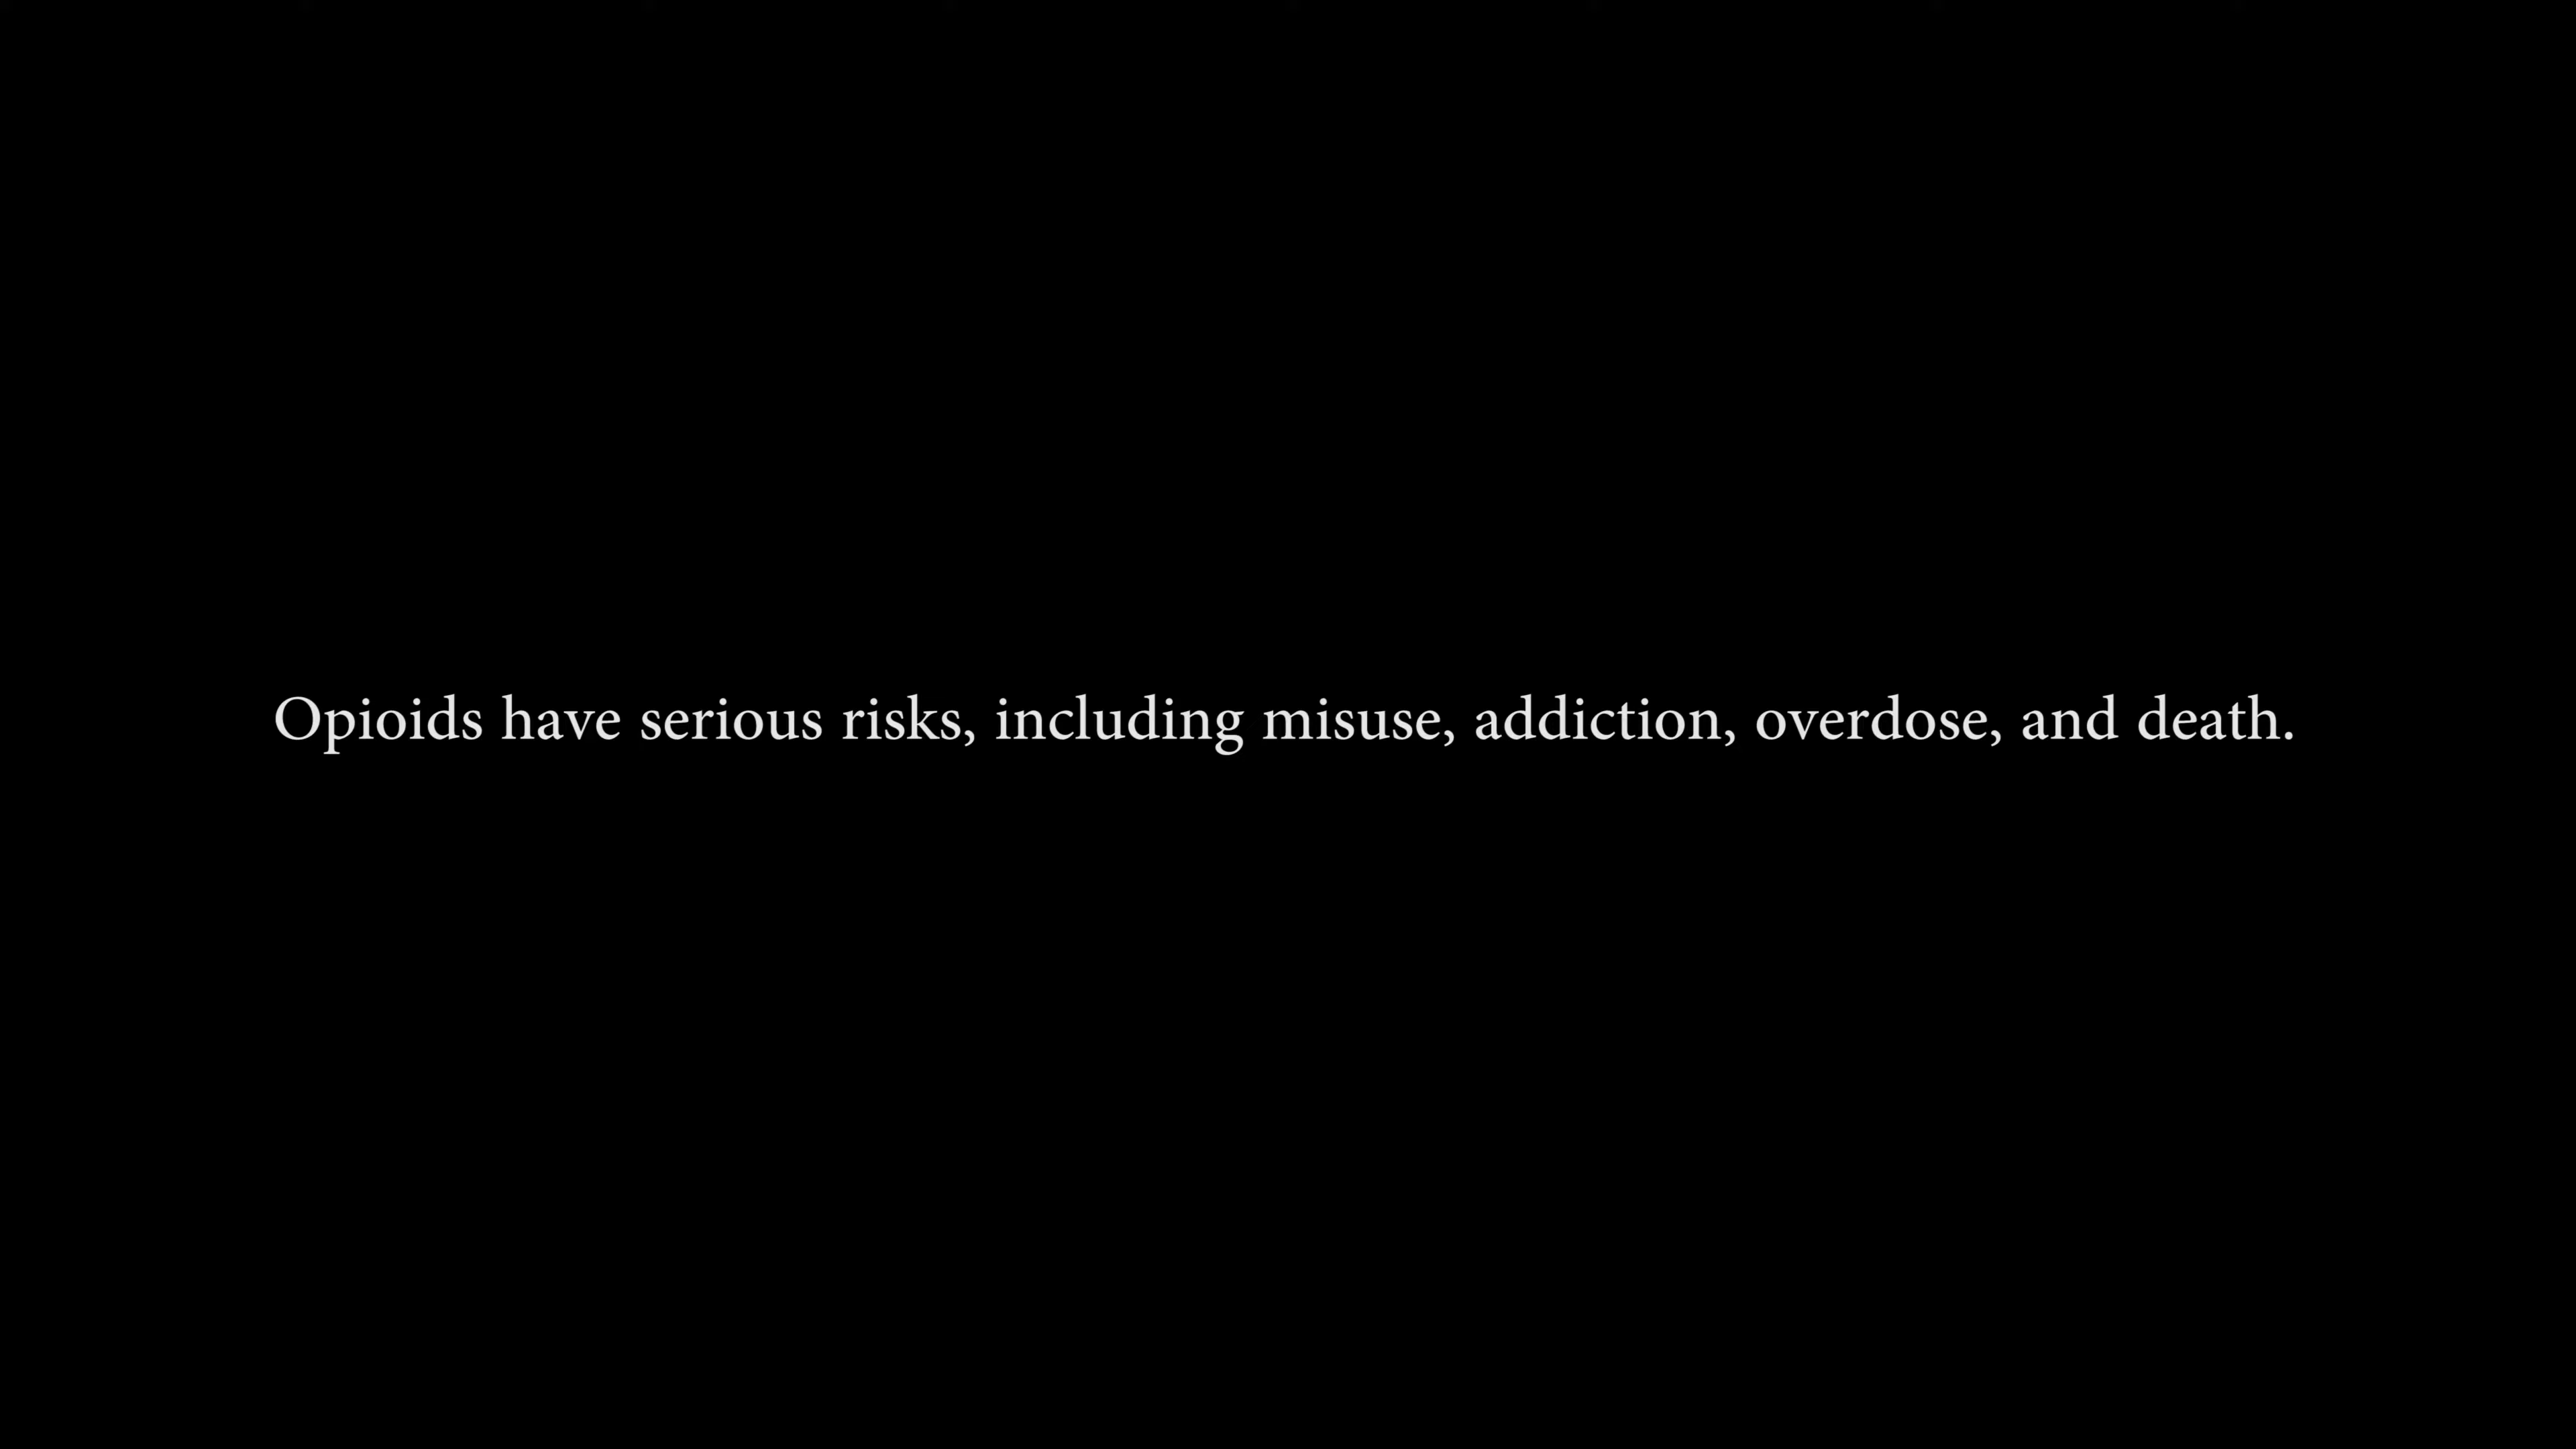 Opioids have serious risks, including misuse, addiction, overdose, and death.